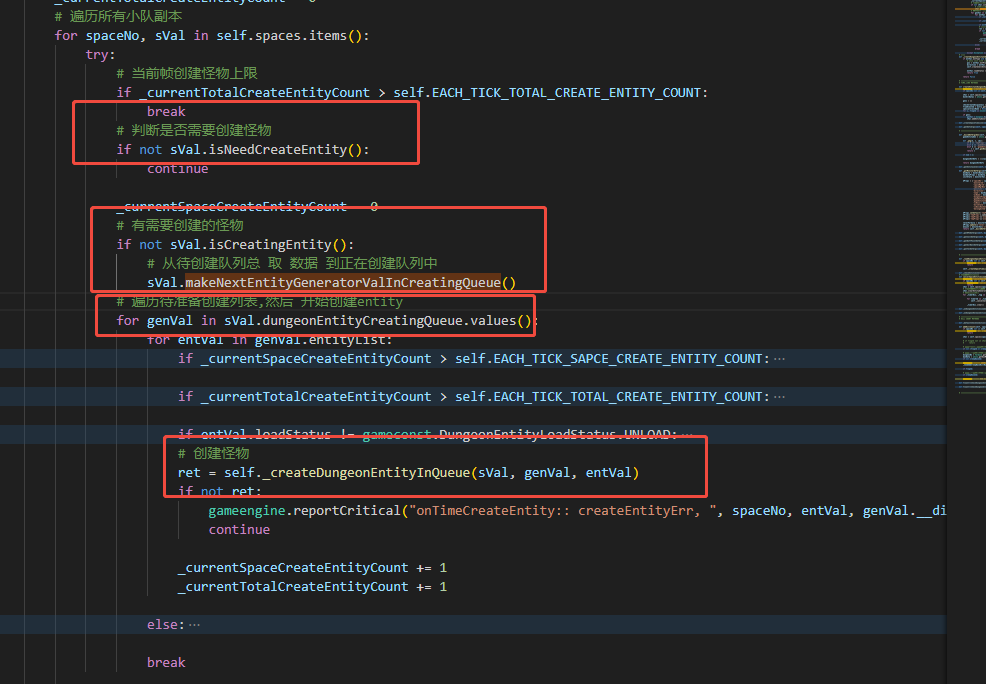 # 遍历所有小队副本
for spaceNo, sVal in self.spaces.items():
try:
# 当前帧创建怪物上限
if _currentTotalCreateEntityCount > self.EACH_TICK_TOTAL_CREATE_ENTITY_COUNT:
break
# 判断是否需要创建怪物
if not sVal.isNeedCreateEntity():
continue
_currentSpaceCreateEntityCount = 0
# 有需要创建的怪物
if not sVal.isCreatingEntity():
# 从待创建队列总 取 数据 到正在创建队列中
sVal.makeNextEntityGeneratorValInCreatingQueue()
# 遍历待准备创建列表,然后 开始创建entity
for genVal in sVal.dungeonEntityCreatingQueue.values():
for entVal in genVal.entityList:
if _currentSpaceCreateEntityCount > self.EACH_TICK_SAPCE_CREATE_ENTITY_COUNT:···
if _currentTotalCreateEntityCount > self.EACH_TICK_TOTAL_CREATE_ENTITY_COUNT:···
if entVal.loadStatus != gameconst.DungeonEntityLoadStatus.UNLOAD:···
# 创建怪物
ret = self._createDungeonEntityInQueue(sVal, genVal, entVal)
if not ret:
gameengine.reportCritical("onTimeCreateEntity:: createEntityErr, ", spaceNo, entVal, genVal.__di
continue
_currentSpaceCreateEntityCount += 1
_currentTotalCreateEntityCount += 1
else:···
break